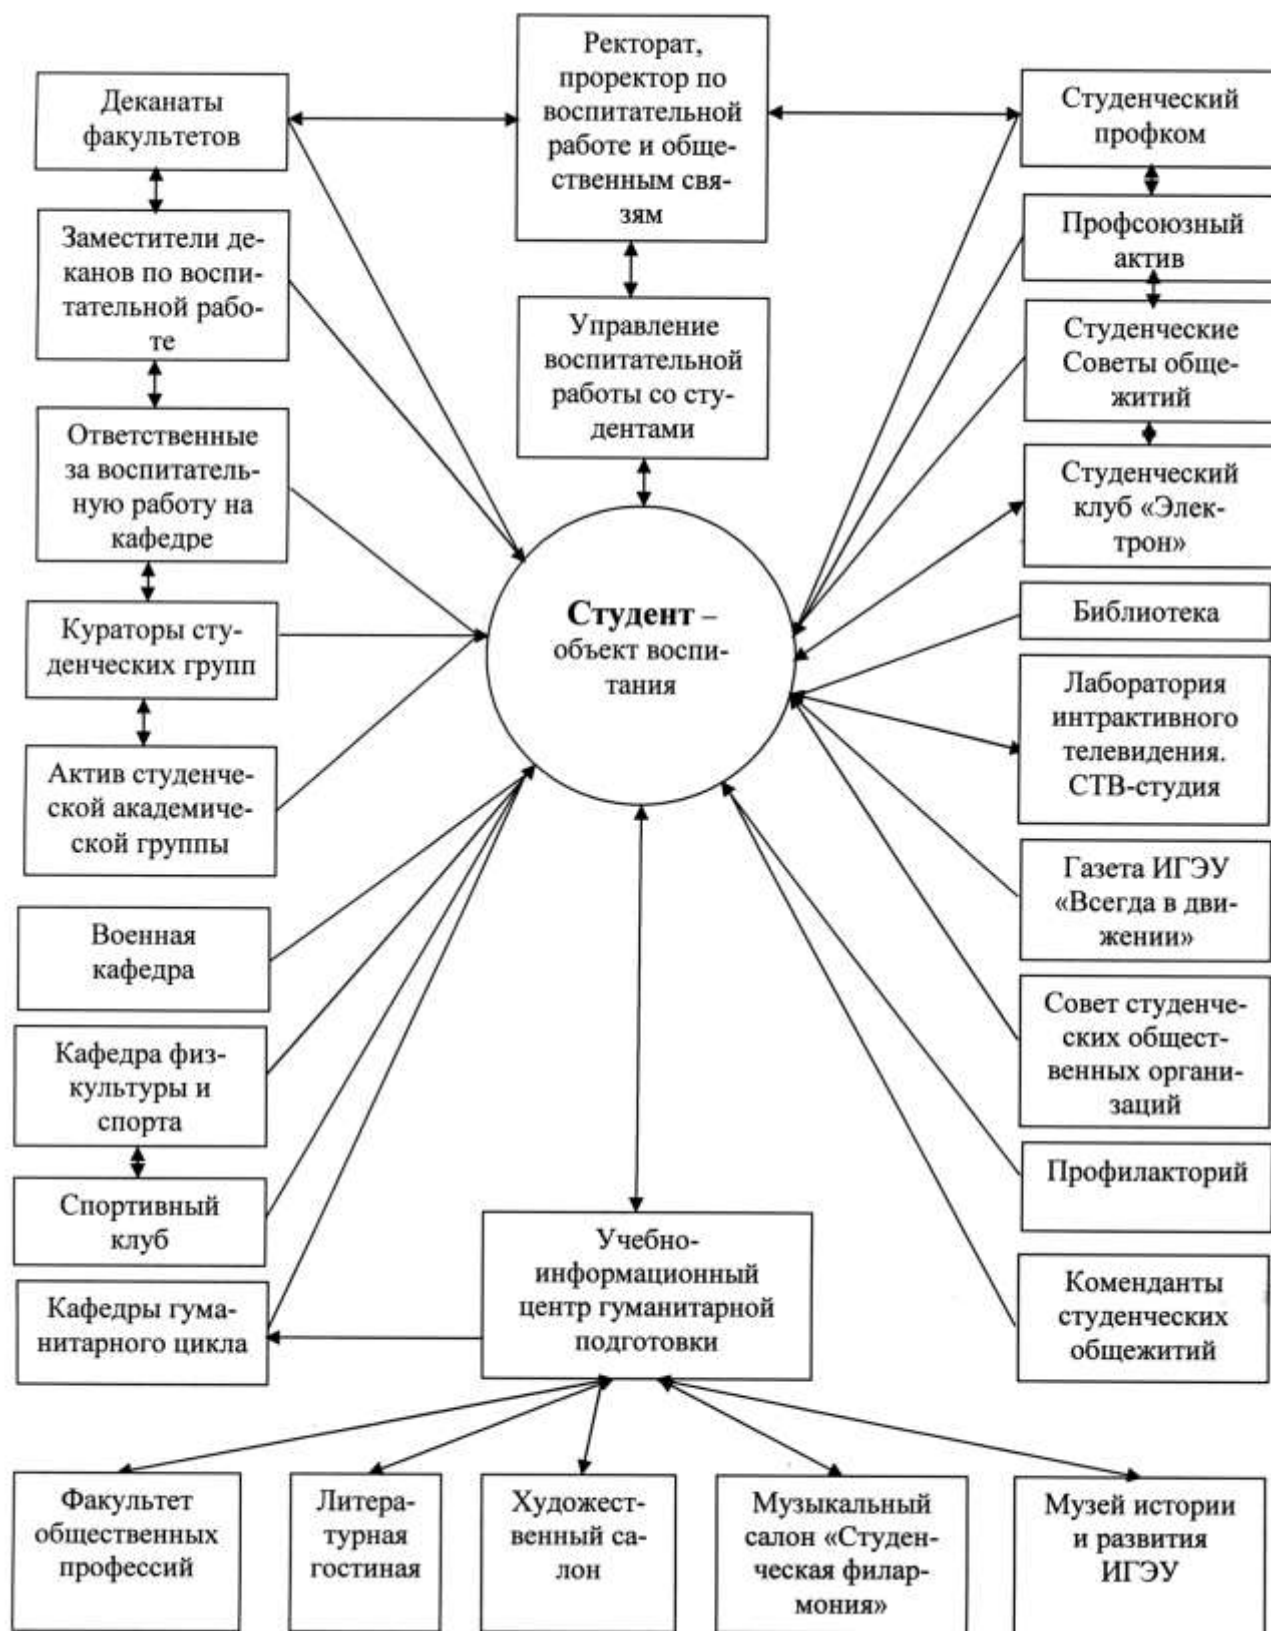 Ректорат,
проректор по
воспитательной
работе и обще-
ственным свя-
зям
Деканаты
факультетов
Студенческий
профком
Заместители де-
канов по воспи-
тательной рабо-
те
Управление
воспитательной
работы со сту-
дентами
Профсоюзный
актив
Студенческие
Советы обще-
житий
Ответственные
за воспитатель-
ную работу на
кафедре
Студенческий
клуб «Элек-
трон»
Студент –
объект воспи-
тания
Кураторы сту-
денческих групп
Библиотека
Лаборатория
интрактивного
телевидения.
СТВ-студия
Актив студенче-
ской академиче-
ской группы
Газета ИГЭУ
«Всегда в дви-
жении»
Военная
кафедра
Совет студенче-
ских общест-
венных органи-
заций
Кафедра физ-
культуры и
спорта
Профилакторий
Спортивный
клуб
Учебно-
информационный
центр гуманитарной
подготовки
Коменданты
студенческих
общежитий
Кафедры гума-
нитарного цикла
Факультет
общественных
профессий
Литера-
турная
гостиная
Художест-
венный са-
лон
Музыкальный
салон «Студен-
ческая филар-
мония»
Музей истории
и развития
ИГЭУ